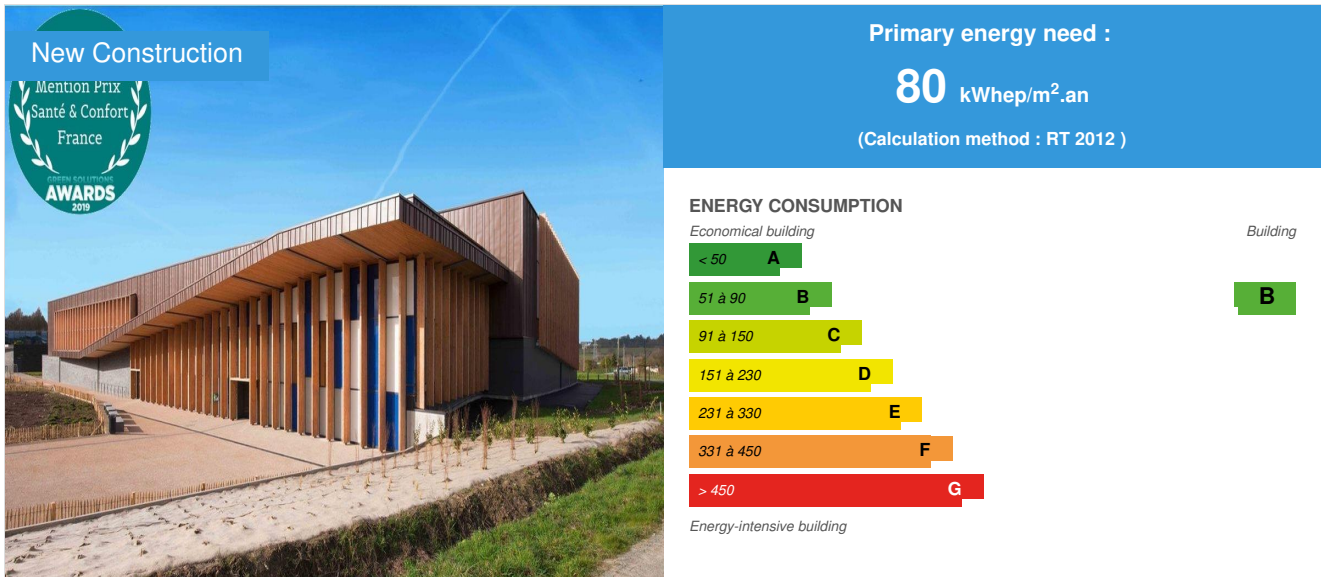 New Construction
Mention Prix
Santé & Confort
France
GREEN SOLUTIONS
AWARDS
2019
Primary energy need :
80 kWhep/m².an
(Calculation method : RT 2012 )
ENERGY CONSUMPTION
Economical building
Building
< 50 A
51 à 90 B
B
91 à 150 C
151 à 230 D
231 à 330 E
331 à 450 F
> 450 G
Energy-intensive building